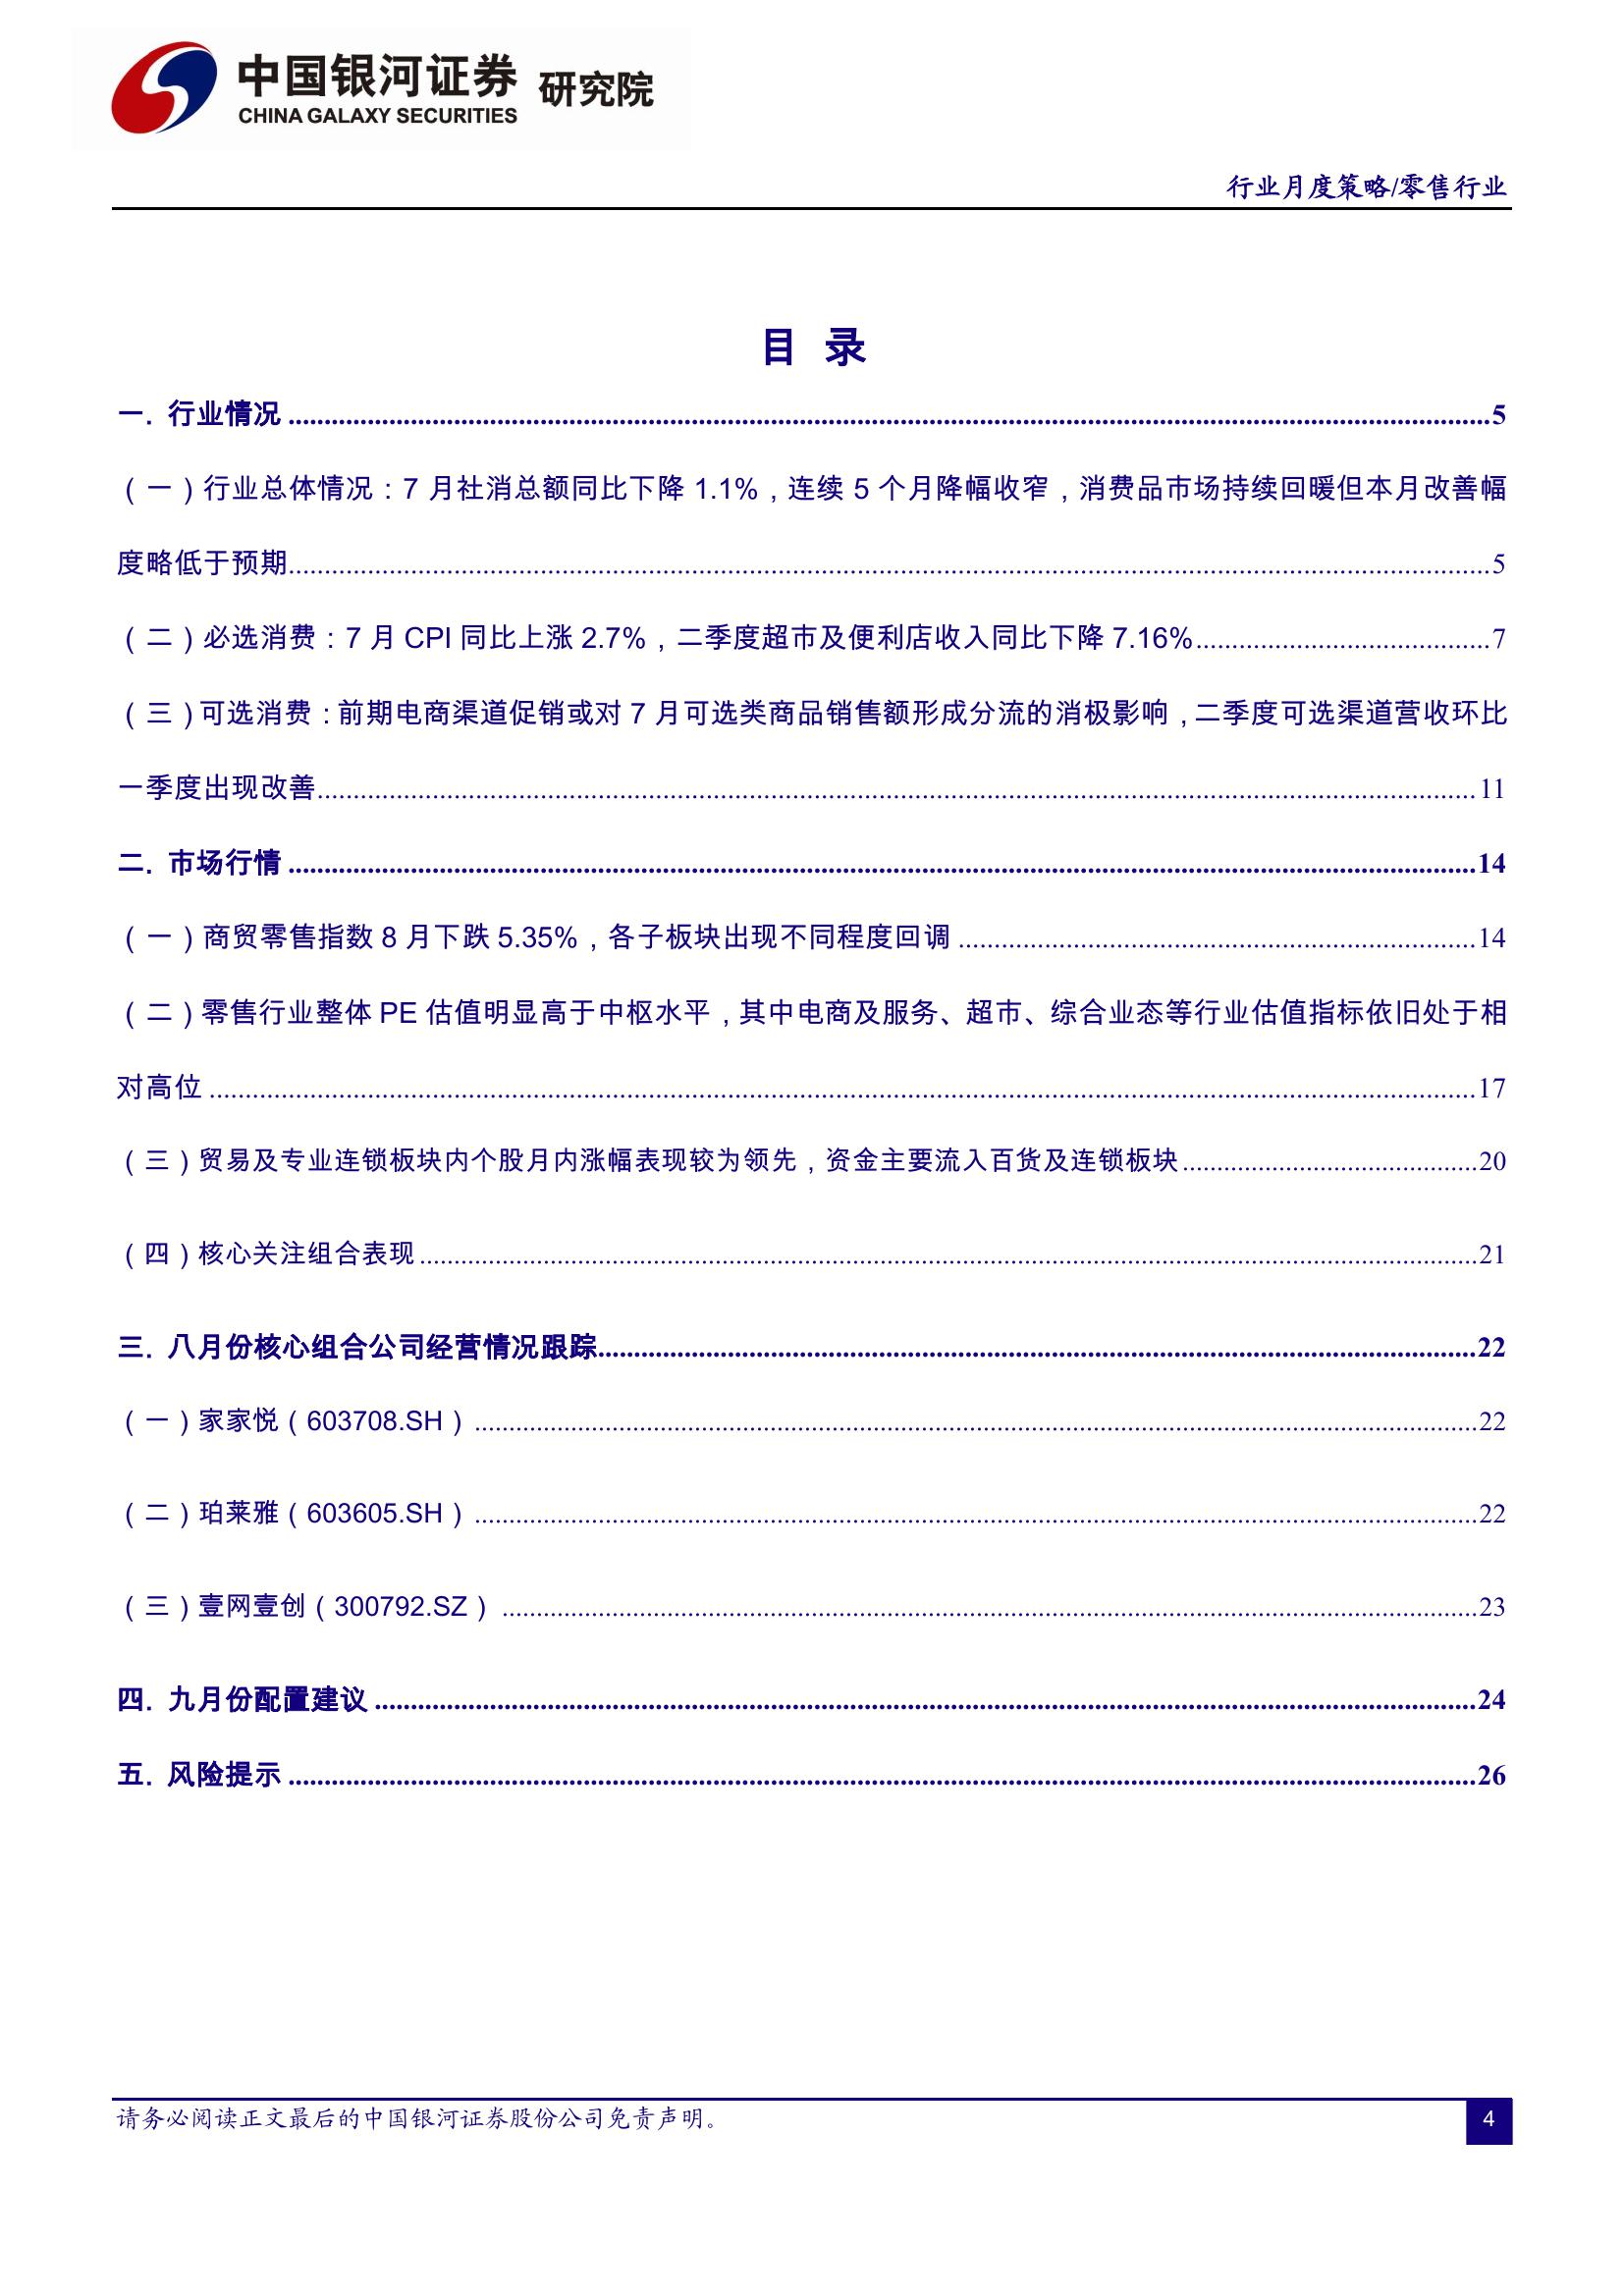 中国银河证券 研究院
CHINA GALAXY SECURITIES
行业月度策略/零售行业
目 录
一. 行业情况 ........................................ 5
（一）行业总体情况：7 月社消总额同比下降 1.1%，连续 5 个月降幅收窄，消费品市场持续回暖但本月改善幅
度略低于预期........................................ 5
（二）必选消费：7 月 CPI 同比上涨 2.7%，二季度超市及便利店收入同比下降 7.16%........................................ 7
（三）可选消费：前期电商渠道促销或对 7 月可选类商品销售额形成分流的消极影响，二季度可选渠道营收环比
一季度出现改善........................................ 11
二. 市场行情 ........................................ 14
（一）商贸零售指数 8 月下跌 5.35%，各子板块出现不同程度回调 ........................................ 14
（二）零售行业整体 PE 估值明显高于中枢水平，其中电商及服务、超市、综合业态等行业估值指标依旧处于相
对高位 ........................................ 17
（三）贸易及专业连锁板块内个股月内涨幅表现较为领先，资金主要流入百货及连锁板块........................................ 20
（四）核心关注组合表现........................................ 21
三. 八月份核心组合公司经营情况跟踪........................................ 22
（一）家家悦（603708.SH）........................................ 22
（二）珀莱雅（603605.SH）........................................ 22
（三）壹网壹创（300792.SZ）........................................ 23
四. 九月份配置建议 ........................................ 24
五. 风险提示 ........................................ 26
请务必阅读正文最后的中国银河证券股份公司免责声明。
4